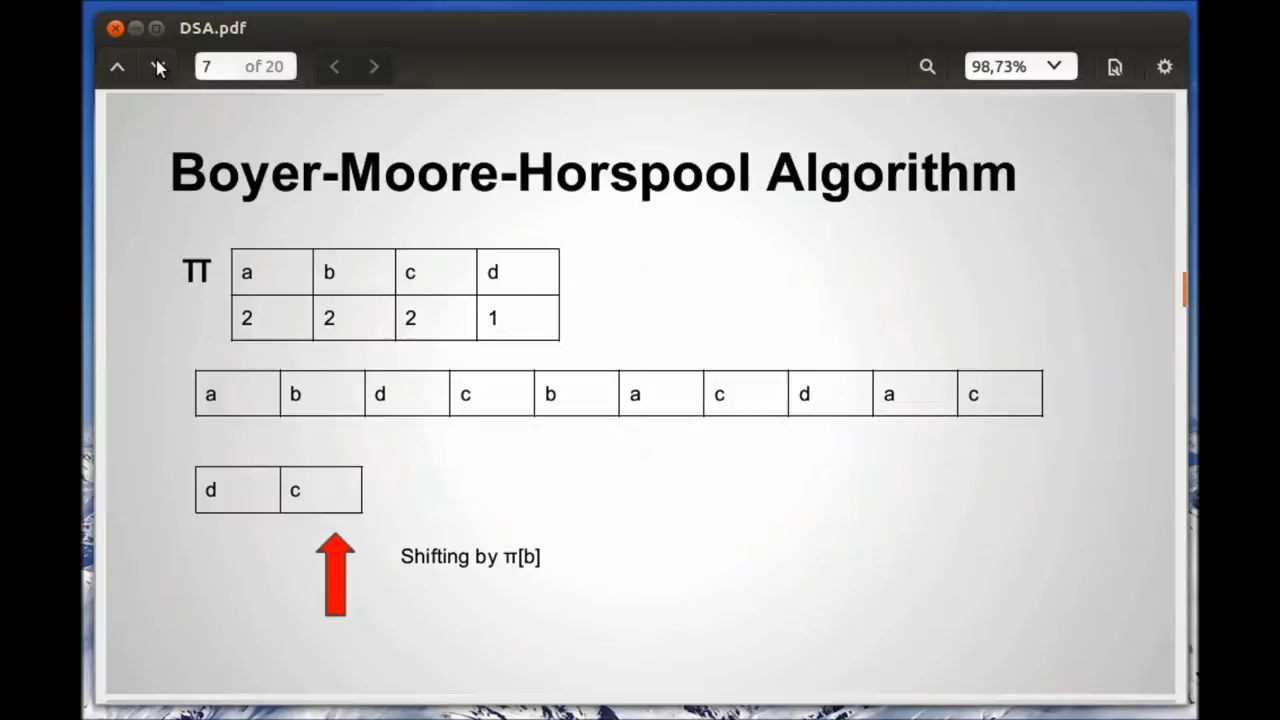 DSA.pdf
7 of 20
98,73%
Boyer-Moore-Horspool Algorithm
π a b c d
2 2 2 1
a b d c b a c d a c
d c
Shifting by π[b]